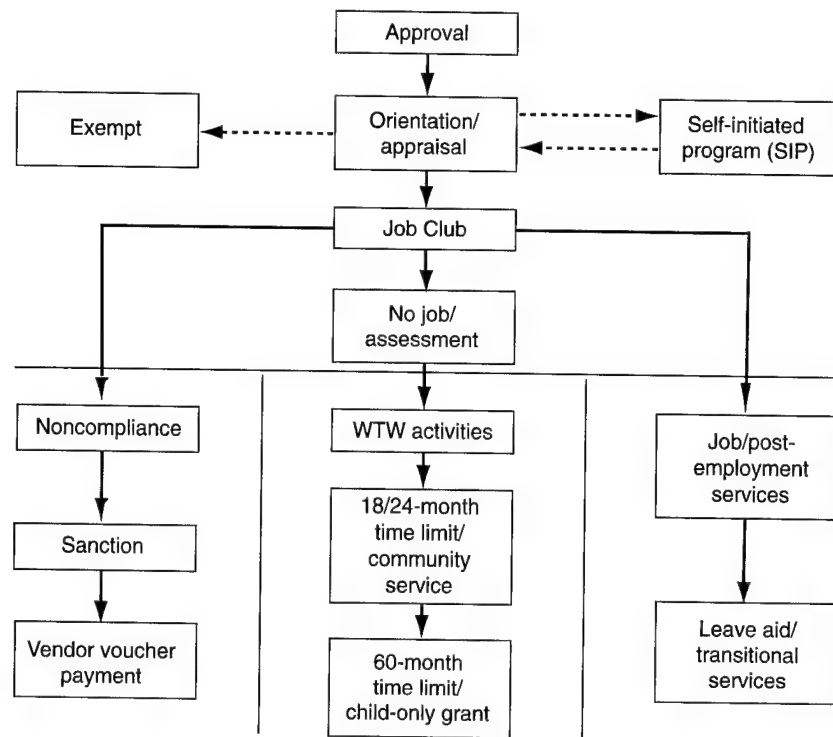 Approval
Exempt
Orientation/
appraisal
Self-initiated
program (SIP)
Job Club
No job/
assessment
Noncompliance
WTW activities
Job/post-
employment
services
18/24-month
time limit/
community
service
Sanction
Vendor voucher
payment
60-month
time limit/
child-only grant
Leave aid/
transitional
services